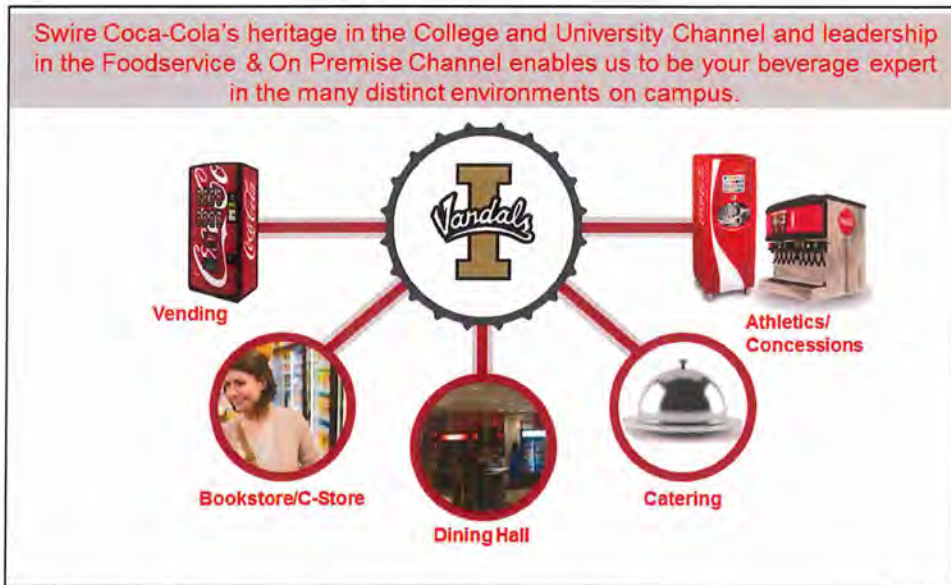 Swire Coca-Cola's heritage in the College and University Channel and leadership
in the Foodservice & On Premise Channel enables us to be your beverage expert
in the many distinct environments on campus.
I
Vandals
Coca-Cola
Vending
Athletics/
Concessions
Bookstore/C-Store
Catering
Dining Hall